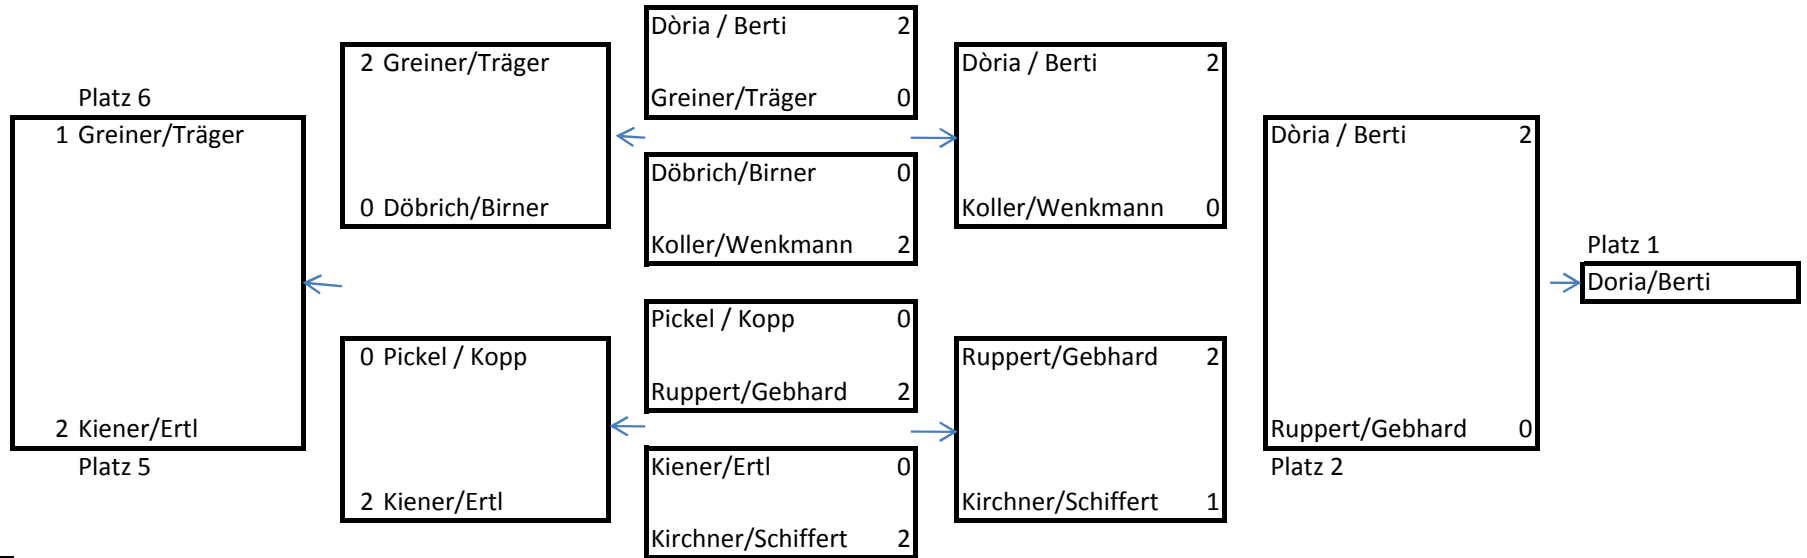 Platz 6
1 Greiner/Träger
2 Kiener/Ertl
Platz 5
2 Greiner/Träger
0 Döbrich/Birner
0 Pickel / Kopp
2 Kiener/Ertl
Dòria / Berti 2
Greiner/Träger 0
Döbrich/Birner 0
Koller/Wenkmann 2
Pickel / Kopp 0
Ruppert/Gebhard 2
Kiener/Ertl 0
Kirchner/Schiffert 2
Dòria / Berti 2
Koller/Wenkmann 0
Ruppert/Gebhard 2
Kirchner/Schiffert 1
Dòria / Berti 2
Ruppert/Gebhard 0
Platz 2
Platz 1
Doria/Berti